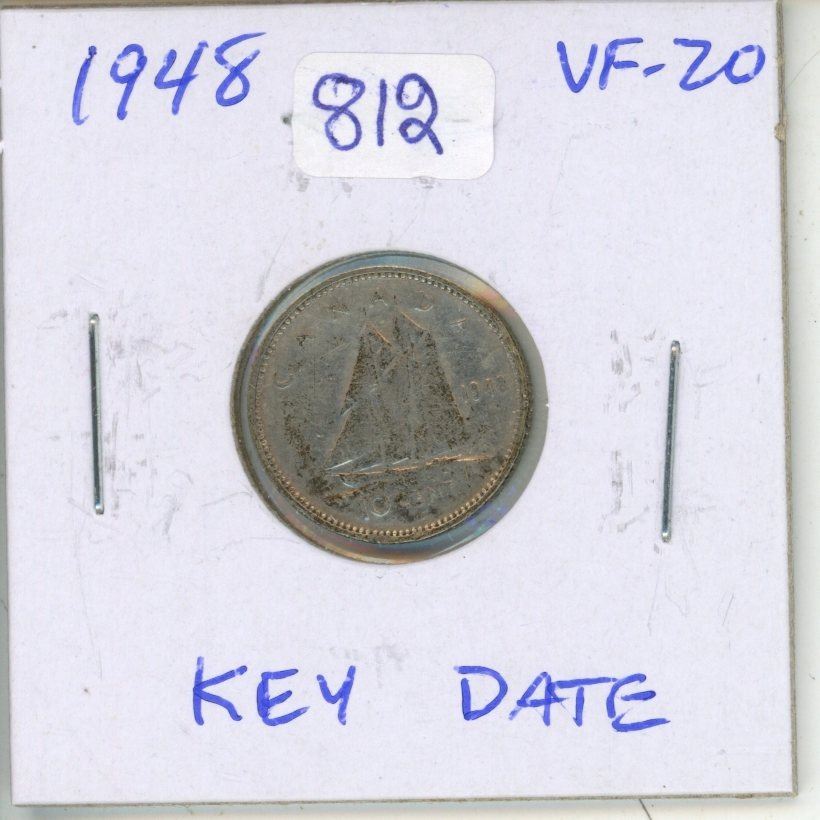 1948 812 VF-20
CANADA
1948
10 CENTS
KEY DATE